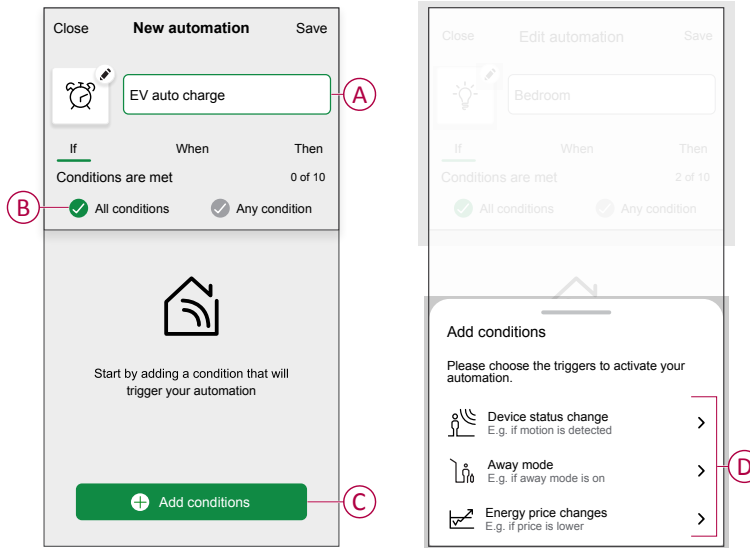 Close New automation Save
EV auto charge
A
If When Then
Conditions are met 0 of 10
B
All conditions Any condition
Start by adding a condition that will
trigger your automation
Add conditions
C
Close Edit automation Save
Bedroom
If When Then
Conditions are met 2 of 10
All conditions Any condition
Add conditions
Please choose the triggers to activate your
automation.
Device status change
E.g. if motion is detected
Away mode
E.g. if away mode is on
D
Energy price changes
E.g. if price is lower